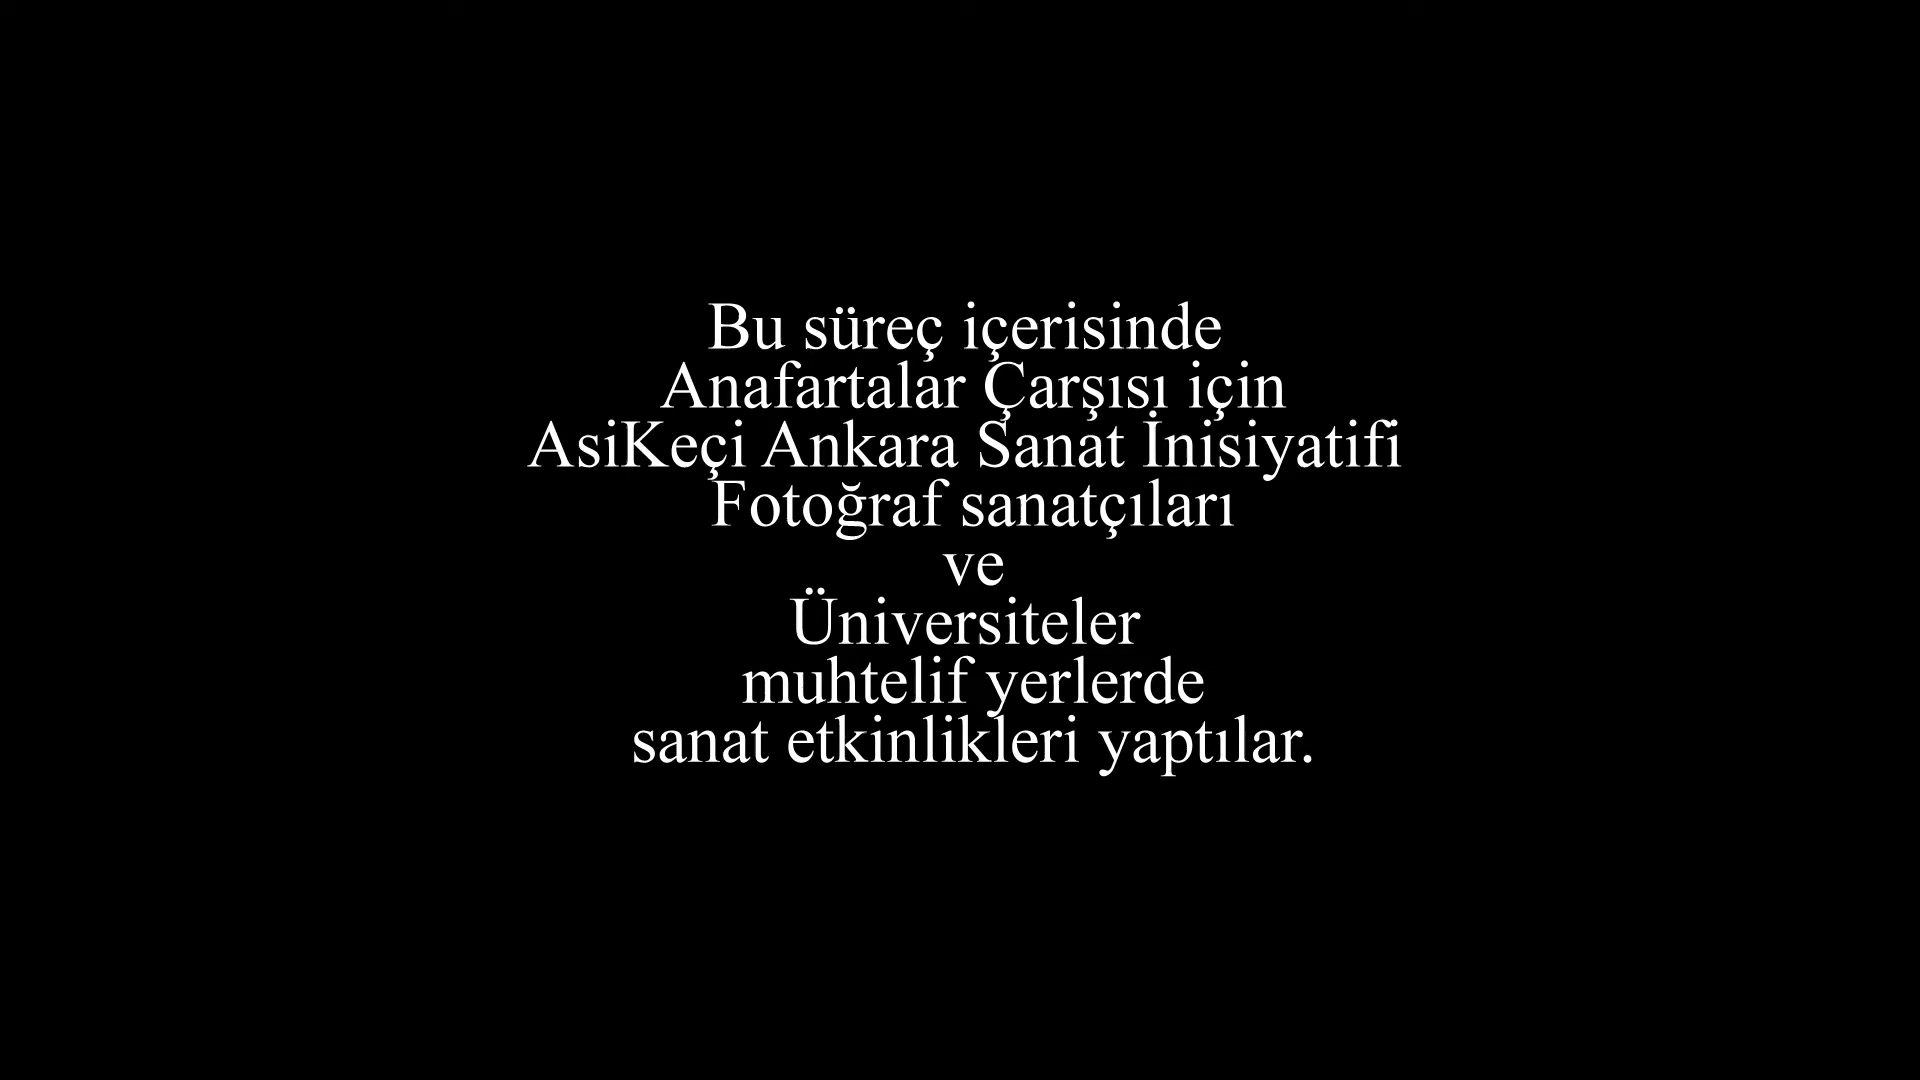 Bu süreç içerisinde
Anafartalar Çarşısı için
AsiKeçi Ankara Sanat İnisiyatifi
Fotoğraf sanatçıları
ve
Üniversiteler
muhtelif yerlerde
sanat etkinlikleri yaptılar.